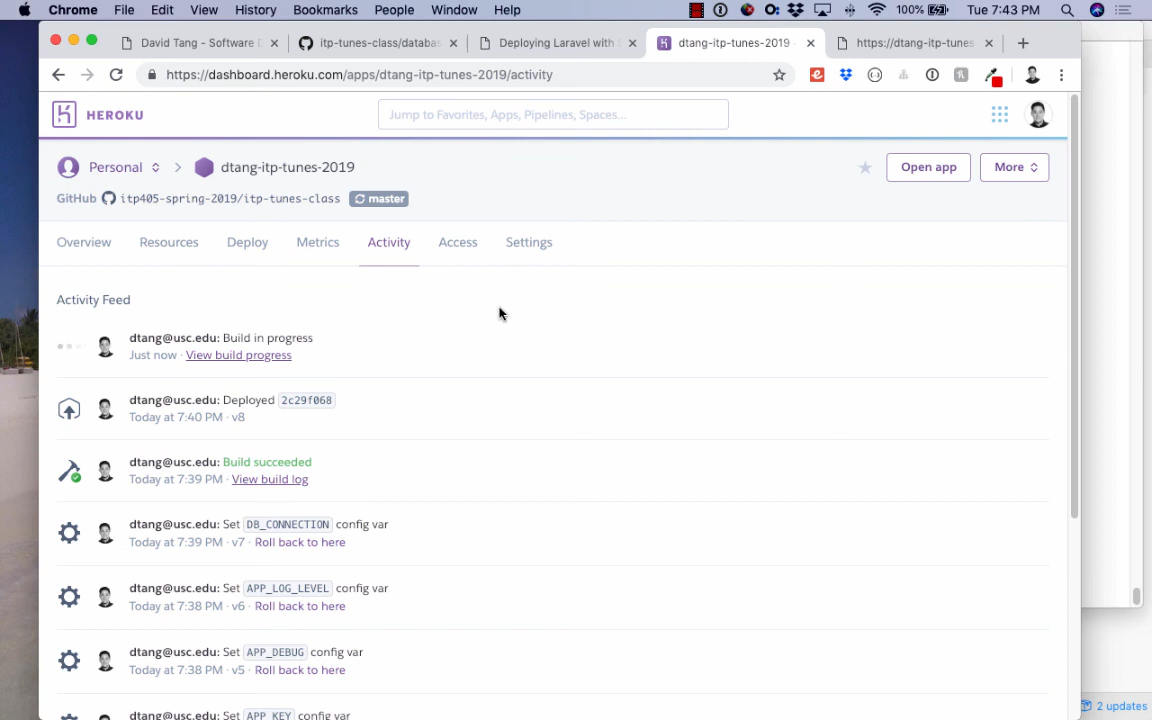 Chrome File Edit View History Bookmarks People Window Help 100% Tue 7:43 PM
David Tang - Software D
itp-tunes-class/databas
Deploying Laravel with S
dtang-itp-tunes-2019
https://dtang-itp-tunes
https://dashboard.heroku.com/apps/dtang-itp-tunes-2019/activity
HEROKU
Jump to Favorites, Apps, Pipelines, Spaces...
Personal dtang-itp-tunes-2019
Open app
More
GitHub itp405-spring-2019/itp-tunes-class master
Overview Resources Deploy Metrics Activity Access Settings
Activity Feed
dtang@usc.edu: Build in progress
Just now · View build progress
dtang@usc.edu: Deployed 2c29f068
Today at 7:40 PM · v8
dtang@usc.edu: Build succeeded
Today at 7:39 PM · View build log
dtang@usc.edu: Set DB_CONNECTION config var
Today at 7:39 PM · v7 · Roll back to here
dtang@usc.edu: Set APP_LOG_LEVEL config var
Today at 7:38 PM · v6 · Roll back to here
dtang@usc.edu: Set APP_DEBUG config var
Today at 7:38 PM · v5 · Roll back to here
dtang@usc.edu: Set APP_KEY config var
2 updates